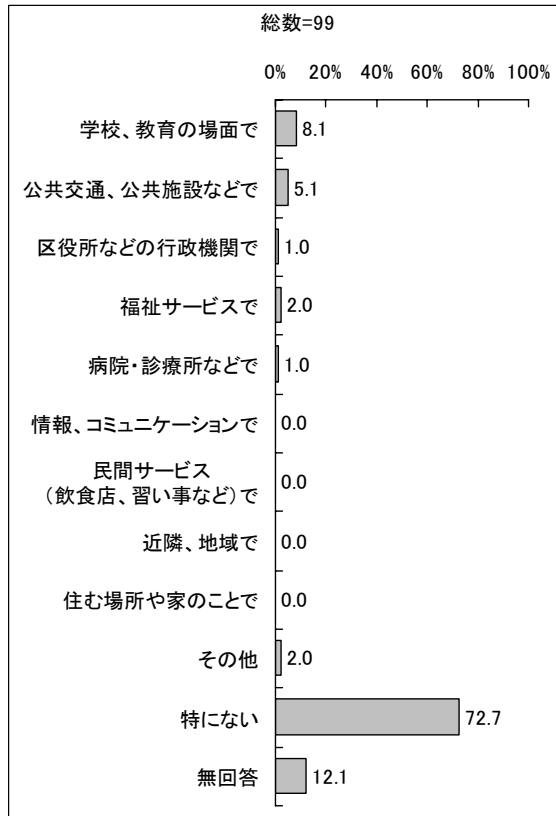 総数=99
0% 20% 40% 60% 80% 100%
学校、教育の場面で 8.1
公共交通、公共施設などで 5.1
区役所などの行政機関で 1.0
福祉サービスで 2.0
病院・診療所などで 1.0
情報、コミュニケーションで 0.0
民間サービス
(飲食店、習い事など)で 0.0
近隣、地域で 0.0
住む場所や家のことで 0.0
その他 2.0
特にない 72.7
無回答 12.1